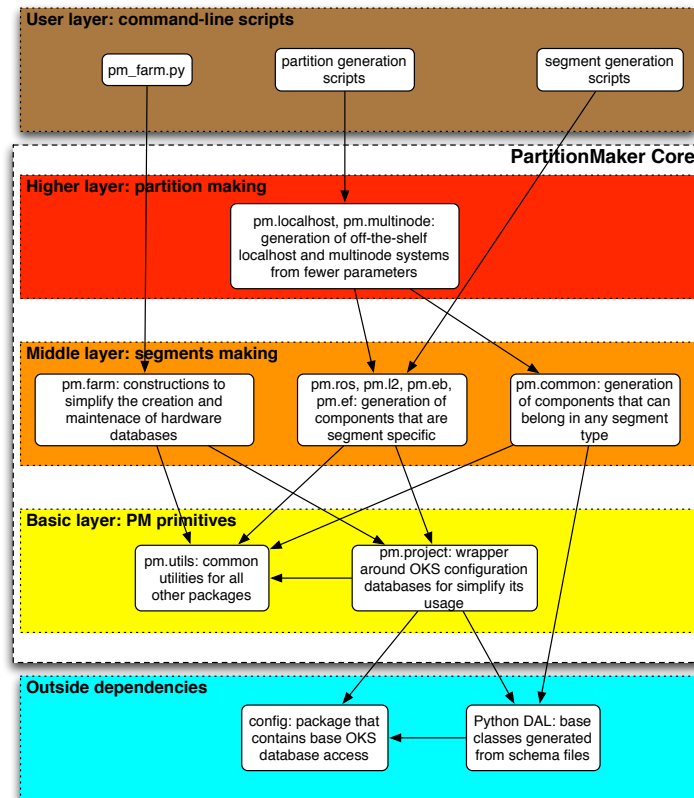 User layer: command-line scripts
pm_farm.py
partition generation
scripts
segment generation
scripts
PartitionMaker Core
Higher layer: partition making
pm.localhost, pm.multinode:
generation of off-the-shelf
localhost and multinode systems
from fewer parameters
Middle layer: segments making
pm.farm: constructions to
simplify the creation and
maintenace of hardware
databases
pm.ros, pm.l2, pm.eb,
pm.ef: generation of
components that are
segment specific
pm.common: generation
of components that can
belong in any segment
type
Basic layer: PM primitives
pm.utils: common
utilities for all
other packages
pm.project: wrapper
around OKS configuration
databases for simplify its
usage
Outside dependencies
config: package that
contains base OKS
database access
Python DAL: base
classes generated
from schema files